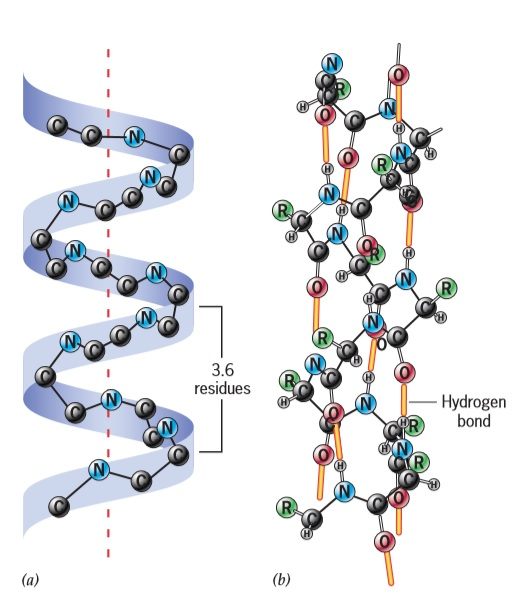 3.6
residues
Hydrogen
bond
(a)
(b)
C C N C
N C C N C
C C N C C N C
N C C N C
C C N C C N C
N C C
N C R H O C N O
H N C H
O H N R C
R C H N H C C O
H C N O R
O C H N R
C H C C H
R C H N O C
N C O H
R C H C N H
O C H C R
N H C R
O H N C O C H
R C H C O
O